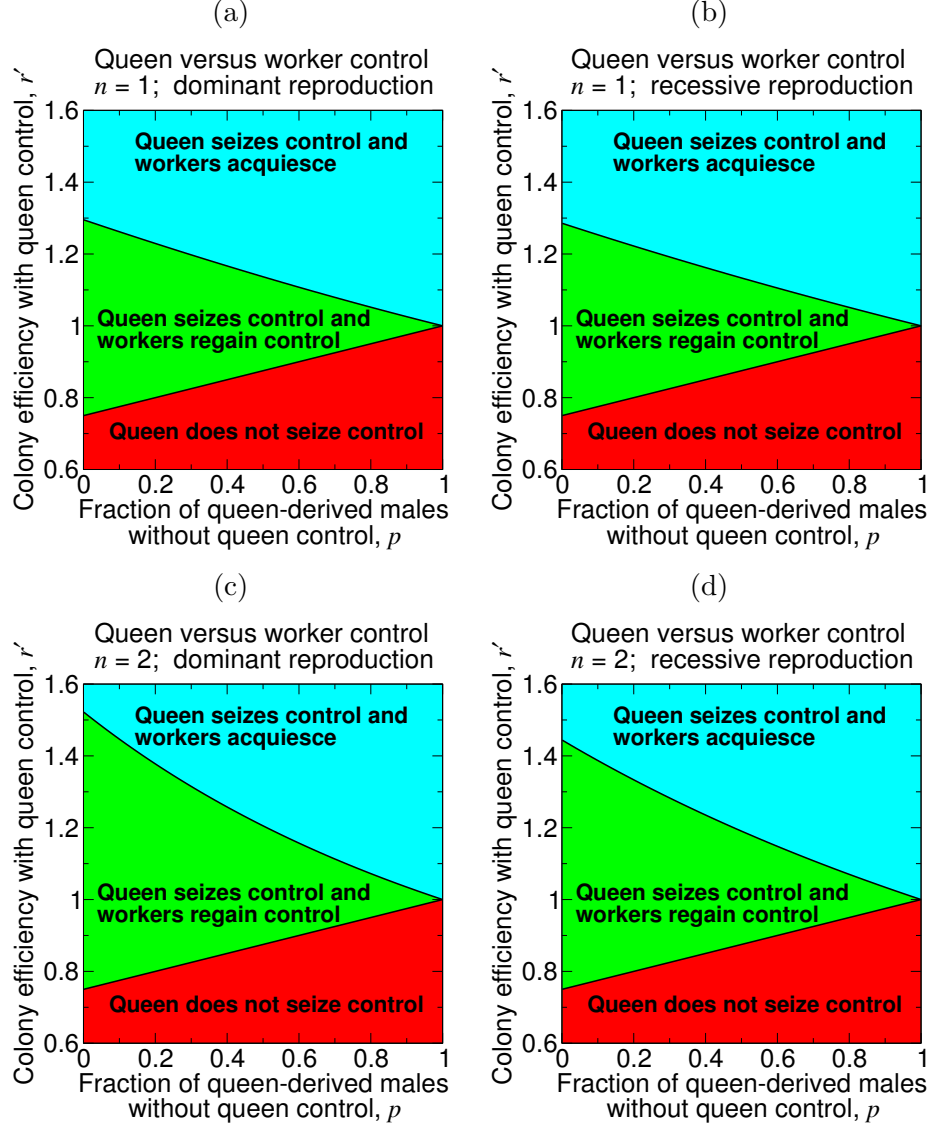 (a)
Queen versus worker control
n = 1; dominant reproduction
Colony efficiency with queen control, r′
1.6
1.4
1.2
1
0.8
0.6
Queen seizes control and
workers acquiesce
Queen seizes control and
workers regain control
Queen does not seize control
0 0.2 0.4 0.6 0.8 1
Fraction of queen-derived males
without queen control, p
(b)
Queen versus worker control
n = 1; recessive reproduction
Colony efficiency with queen control, r′
1.6
1.4
1.2
1
0.8
0.6
Queen seizes control and
workers acquiesce
Queen seizes control and
workers regain control
Queen does not seize control
0 0.2 0.4 0.6 0.8 1
Fraction of queen-derived males
without queen control, p
(c)
Queen versus worker control
n = 2; dominant reproduction
Colony efficiency with queen control, r′
1.6
1.4
1.2
1
0.8
0.6
Queen seizes control and
workers acquiesce
Queen seizes control and
workers regain control
Queen does not seize control
0 0.2 0.4 0.6 0.8 1
Fraction of queen-derived males
without queen control, p
(d)
Queen versus worker control
n = 2; recessive reproduction
Colony efficiency with queen control, r′
1.6
1.4
1.2
1
0.8
0.6
Queen seizes control and
workers acquiesce
Queen seizes control and
workers regain control
Queen does not seize control
0 0.2 0.4 0.6 0.8 1
Fraction of queen-derived males
without queen control, p